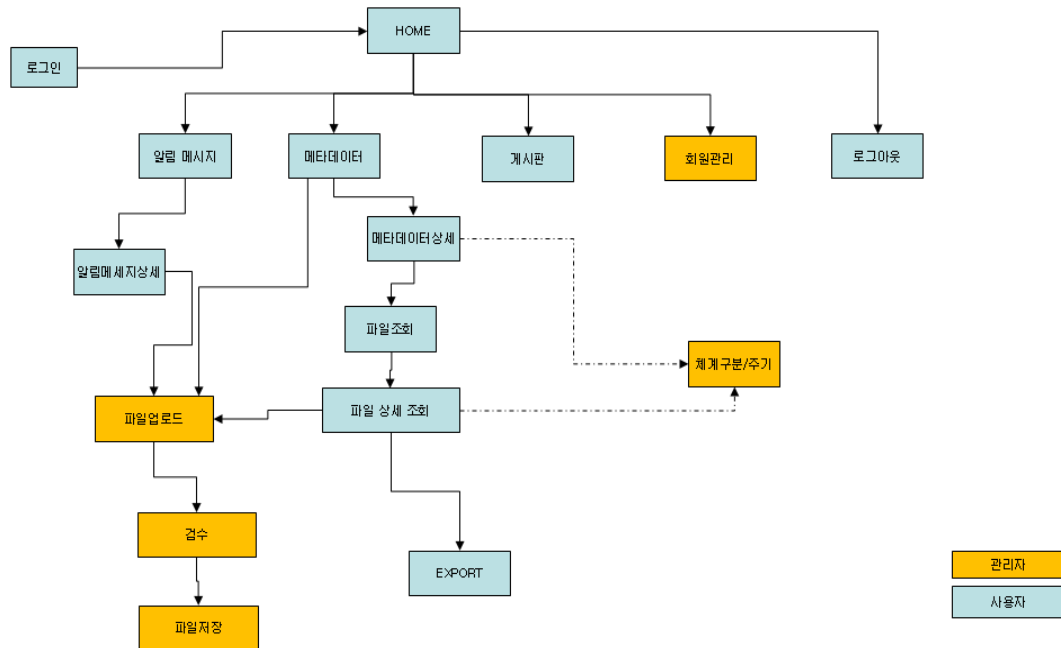 HOME
로그인
알림 메시지
메타데이터
게시판
회원관리
로그아웃
메타데이터상세
알림메세지상세
파일조회
체계구분/주기
파일 상세 조회
파일업로드
검수
EXPORT
관리자
사용자
파일저장